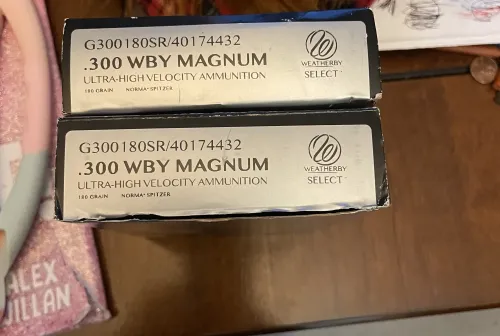 G300180SR/40174432
.300 WBY MAGNUM
ULTRA-HIGH VELOCITY AMMUNITION
180 GRAIN NORMA® SPITZER
WEATHERBY
SELECT
G300180SR/40174432
.300 WBY MAGNUM
ULTRA-HIGH VELOCITY AMMUNITION
180 GRAIN NORMA® SPITZER
WEATHERBY
SELECT
ALEX